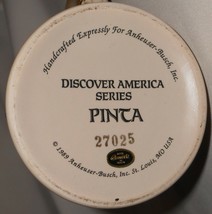 Handcrafted Expressly For Anheuser-Busch, Inc.
DISCOVER AMERICA
SERIES
PINTA
27025
© 1989 Anheuser-Busch, Inc. St. Louis, MO USA